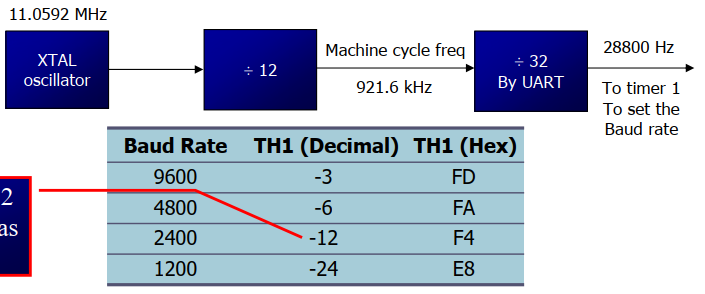 11.0592 MHz
XTAL
oscillator
÷ 12
Machine cycle freq
921.6 kHz
÷ 32
By UART
28800 Hz
To timer 1
To set the
Baud rate
Baud Rate TH1 (Decimal) TH1 (Hex)
9600 -3 FD
4800 -6 FA
2400 -12 F4
1200 -24 E8
2
as